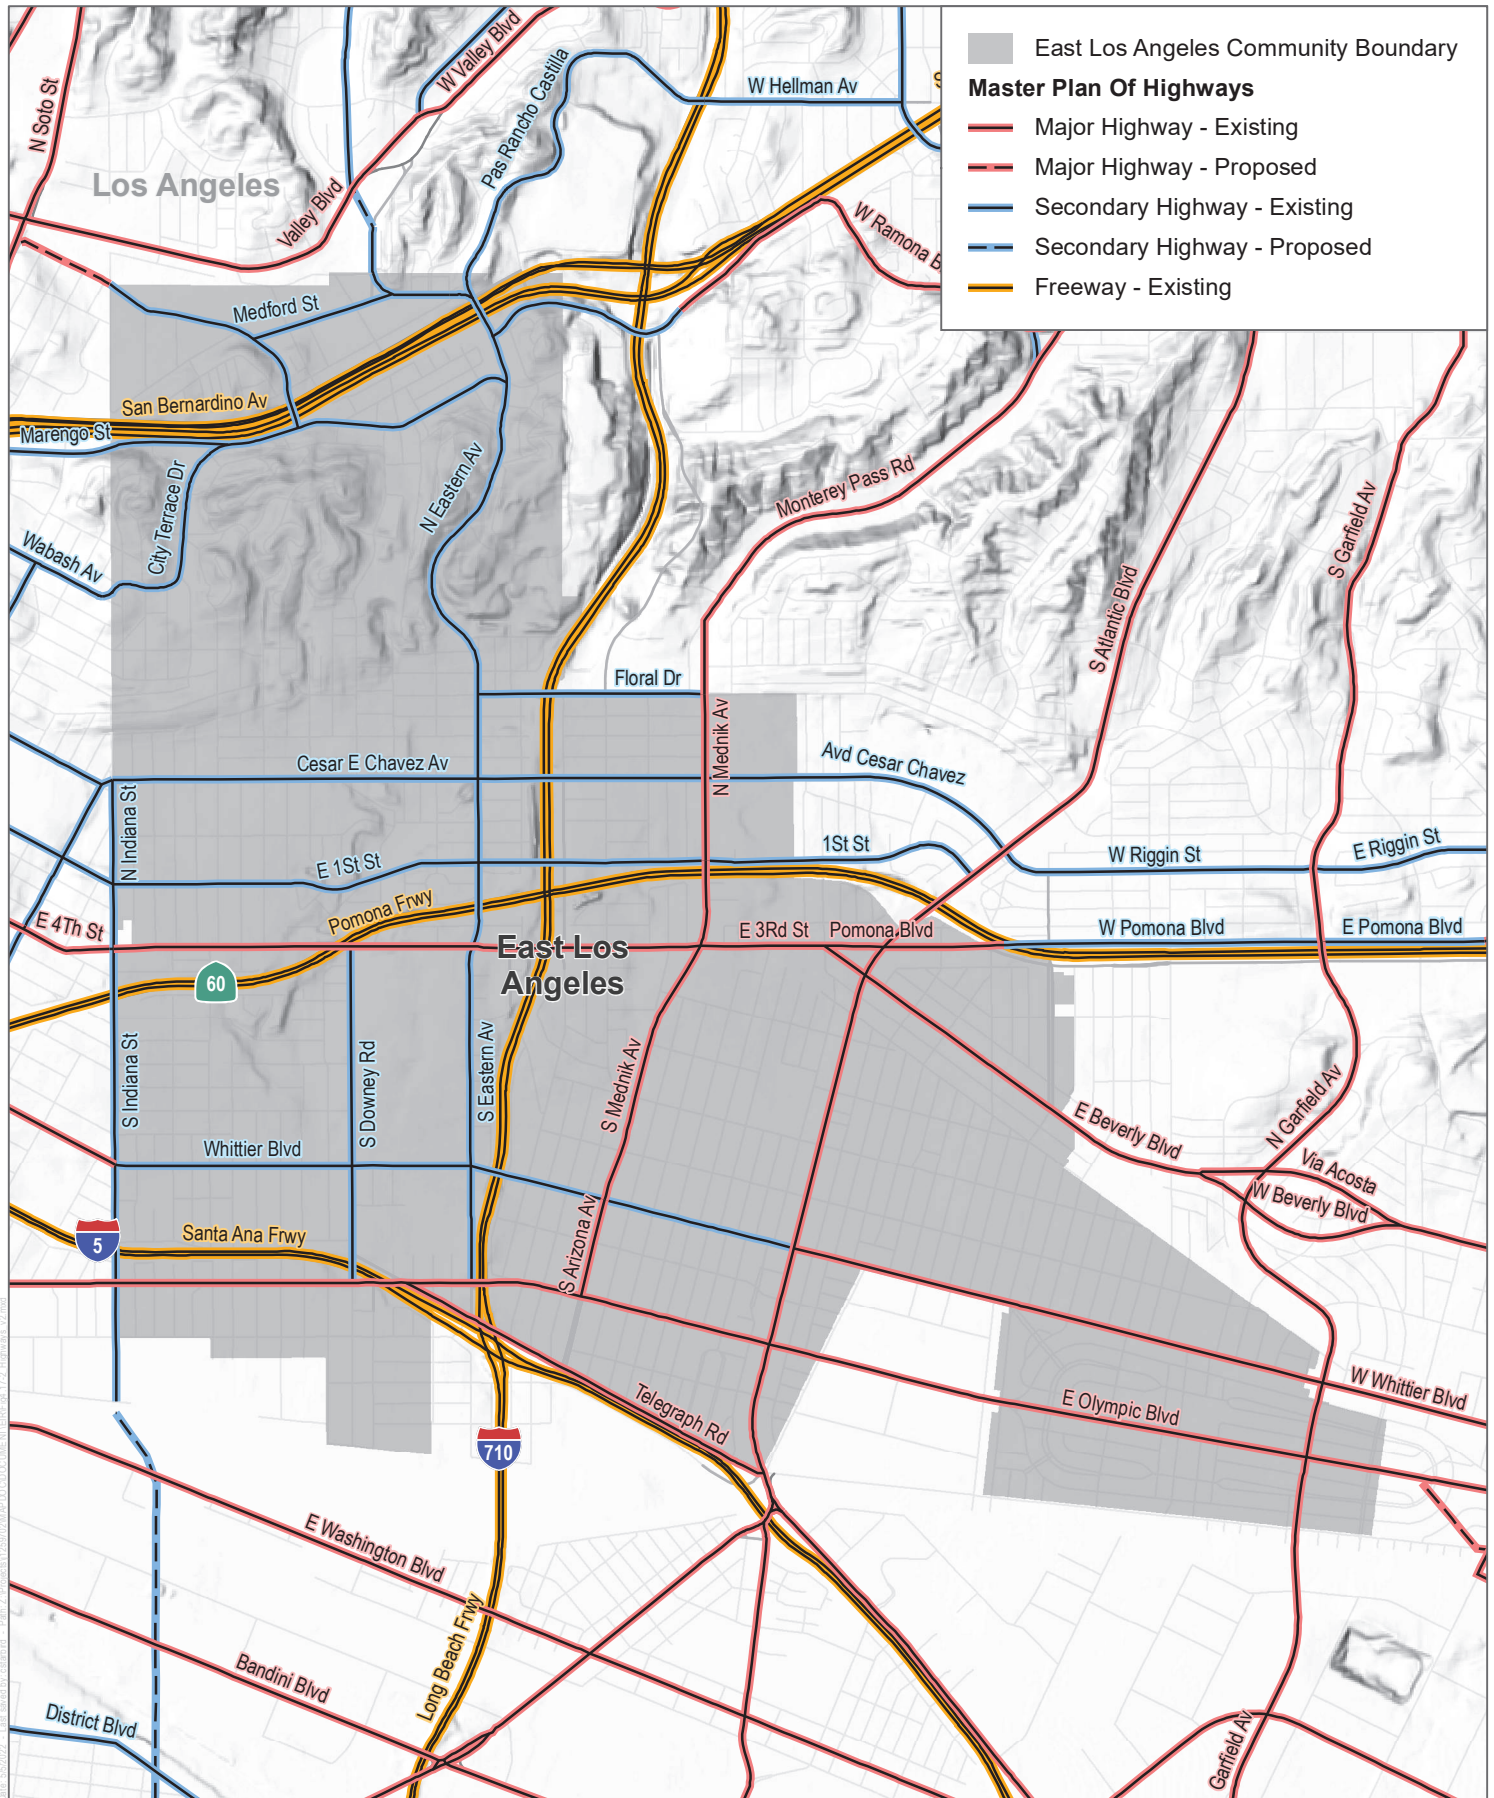 East Los Angeles Community Boundary
Master Plan Of Highways
Major Highway - Existing
Major Highway - Proposed
Secondary Highway - Existing
Secondary Highway - Proposed
Freeway - Existing
W Valley Blvd
Pas Rancho Castilla
W Hellman Av
N Soto St
Los Angeles
Valley Blvd
W Ramona B
Medford St
San Bernardino Av
Marengo St
City Terrace Dr
N Eastern Av
Wabash Av
Monterey Pass Rd
S Garfield Av
S Atlantic Blvd
Floral Dr
N Mednik Av
Cesar E Chavez Av
Avd Cesar Chavez
N Indiana St
E 1St St
1St St
W Riggin St
E Riggin St
Pomona Frwy
E 4Th St
E 3Rd St
Pomona Blvd
W Pomona Blvd
E Pomona Blvd
East Los
Angeles
60
S Indiana St
S Downey Rd
S Eastern Av
S Mednik Av
E Beverly Blvd
N Garfield Av
Via Acosta
W Beverly Blvd
Whittier Blvd
S Arizona Av
5
Santa Ana Frwy
W Whittier Blvd
E Olympic Blvd
Telegraph Rd
710
E Washington Blvd
Long Beach Frwy
Bandini Blvd
District Blvd
Garfield Av